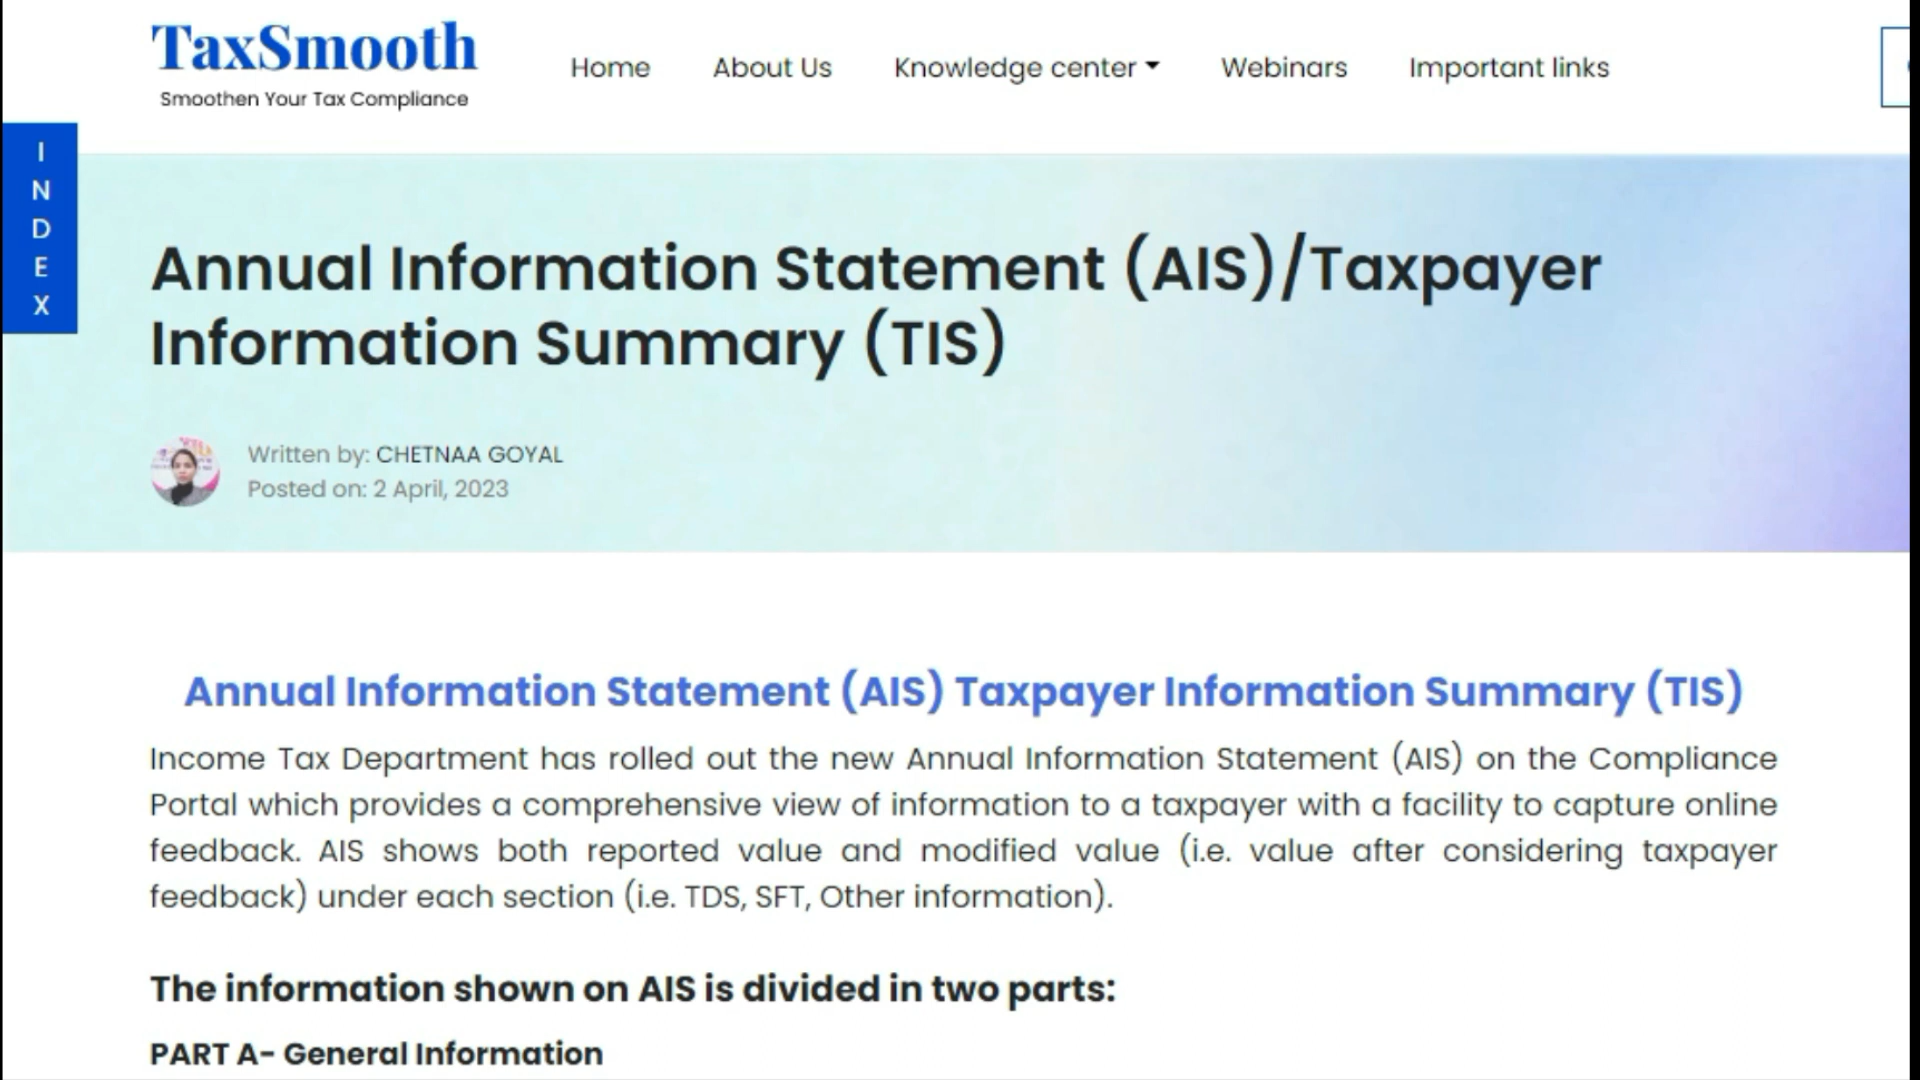 TaxSmooth
Smoothen Your Tax Compliance
Home
About Us
Knowledge center
Webinars
Important links
I
N
D
E
X
Annual Information Statement (AIS)/Taxpayer
Information Summary (TIS)
Written by: CHETNAA GOYAL
Posted on: 2 April, 2023
Annual Information Statement (AIS) Taxpayer Information Summary (TIS)
Income Tax Department has rolled out the new Annual Information Statement (AIS) on the Compliance
Portal which provides a comprehensive view of information to a taxpayer with a facility to capture online
feedback. AIS shows both reported value and modified value (i.e. value after considering taxpayer
feedback) under each section (i.e. TDS, SFT, Other information).
The information shown on AIS is divided in two parts:
PART A- General Information